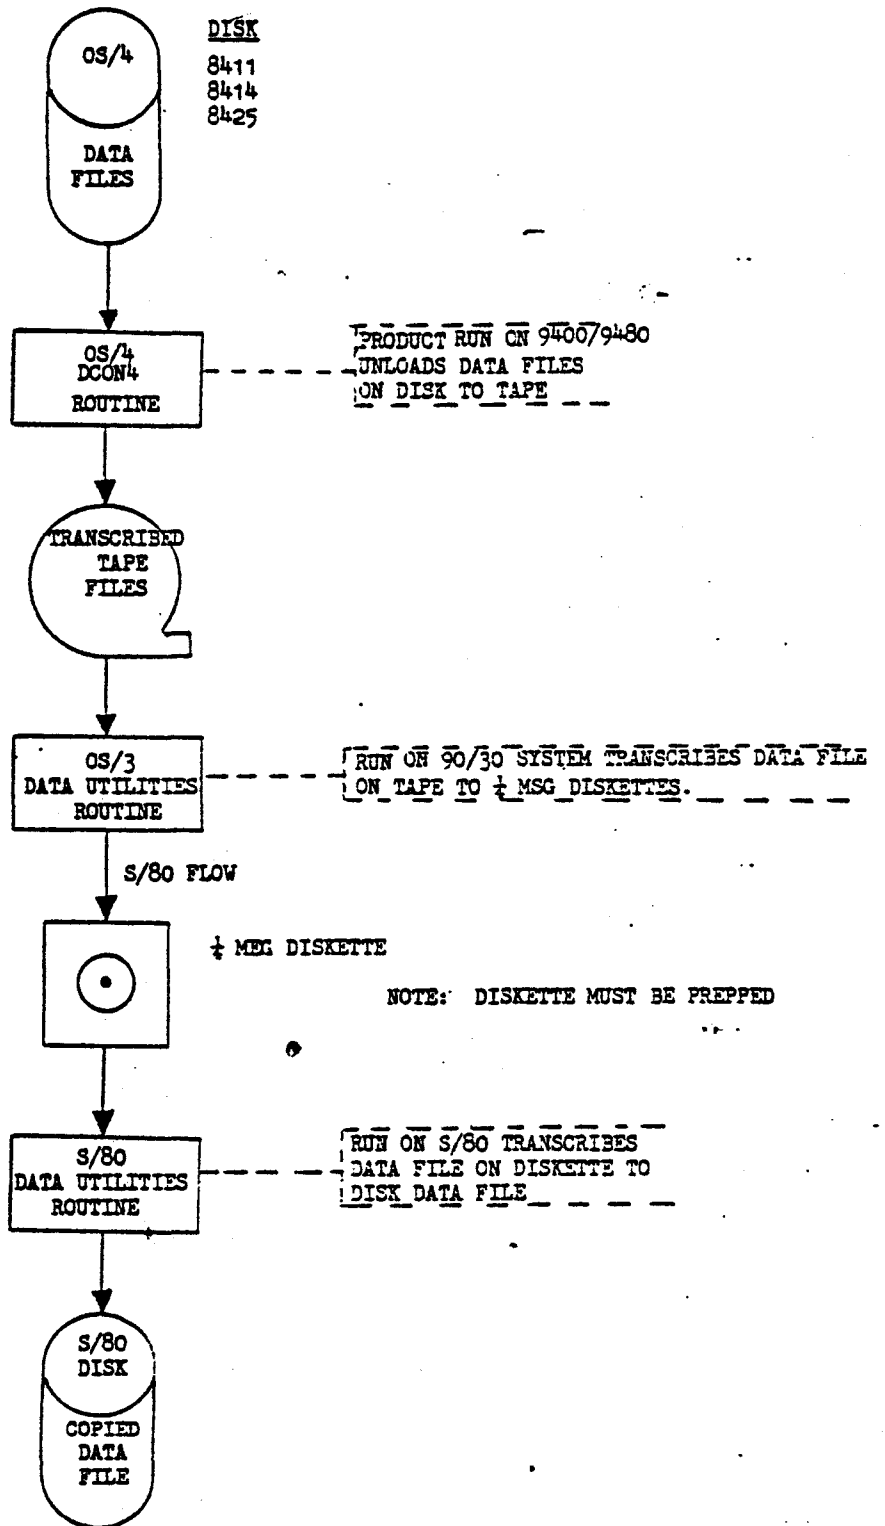 DISK
OS/4
8411
8414
8425
DATA
FILES
OS/4
DCON4
ROUTINE
PRODUCT RUN ON 9400/9480
UNLOADS DATA FILES
ON DISK TO TAPE
TRANSCRIBED
TAPE
FILES
OS/3
DATA UTILITIES
ROUTINE
RUN ON 90/30 SYSTEM TRANSCRIBES DATA FILE
ON TAPE TO ¼ MSG DISKETTES.
S/80 FLOW
¼ MEG DISKETTE
NOTE: DISKETTE MUST BE PREPPED
S/80
DATA UTILITIES
ROUTINE
RUN ON S/80 TRANSCRIBES
DATA FILE ON DISKETTE TO
DISK DATA FILE
S/80
DISK
COPIED
DATA
FILE